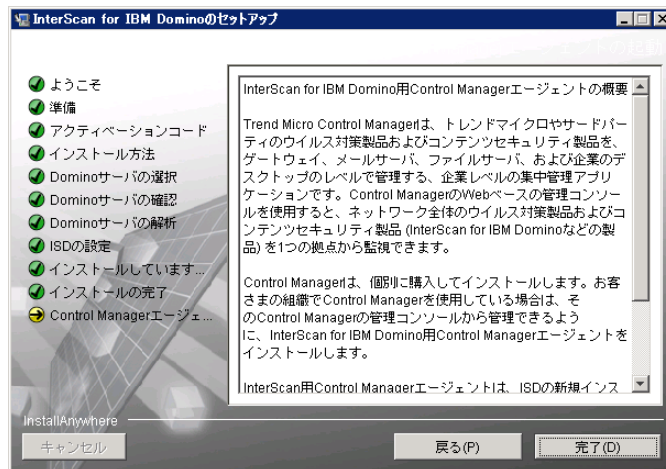 InterScan for IBM Dominoのセットアップ
ようこそ
準備
アクティベーションコード
インストール方法
Dominoサーバの選択
Dominoサーバの確認
Dominoサーバの解析
ISDの設定
インストールしています...
インストールの完了
Control Managerエージェ...
InterScan for IBM Domino用Control Managerエージェントの概要
Trend Micro Control Managerは、トレンドマイクロやサードパー
ティのウイルス対策製品およびコンテンツセキュリティ製品を、
ゲートウェイ、メールサーバ、ファイルサーバ、および企業のデ
スクトップのレベルで管理する、企業レベルの集中管理アプリ
ケーションです。Control ManagerのWebベースの管理コンソー
ルを使用すると、ネットワーク全体のウイルス対策製品およびコ
ンテンツセキュリティ製品 (InterScan for IBM Dominoなどの製
品) を1つの拠点から監視できます。
Control Managerは、個別に購入してインストールします。お客
さまの組織でControl Managerを使用している場合は、そ
のControl Managerの管理コンソールから管理できるよう
に、InterScan for IBM Domino用Control Managerエージェントを
インストールします。
InterScan用Control Managerエージェントは、ISDの新規インス
InstallAnywhere
キャンセル
戻る(P)
完了(D)